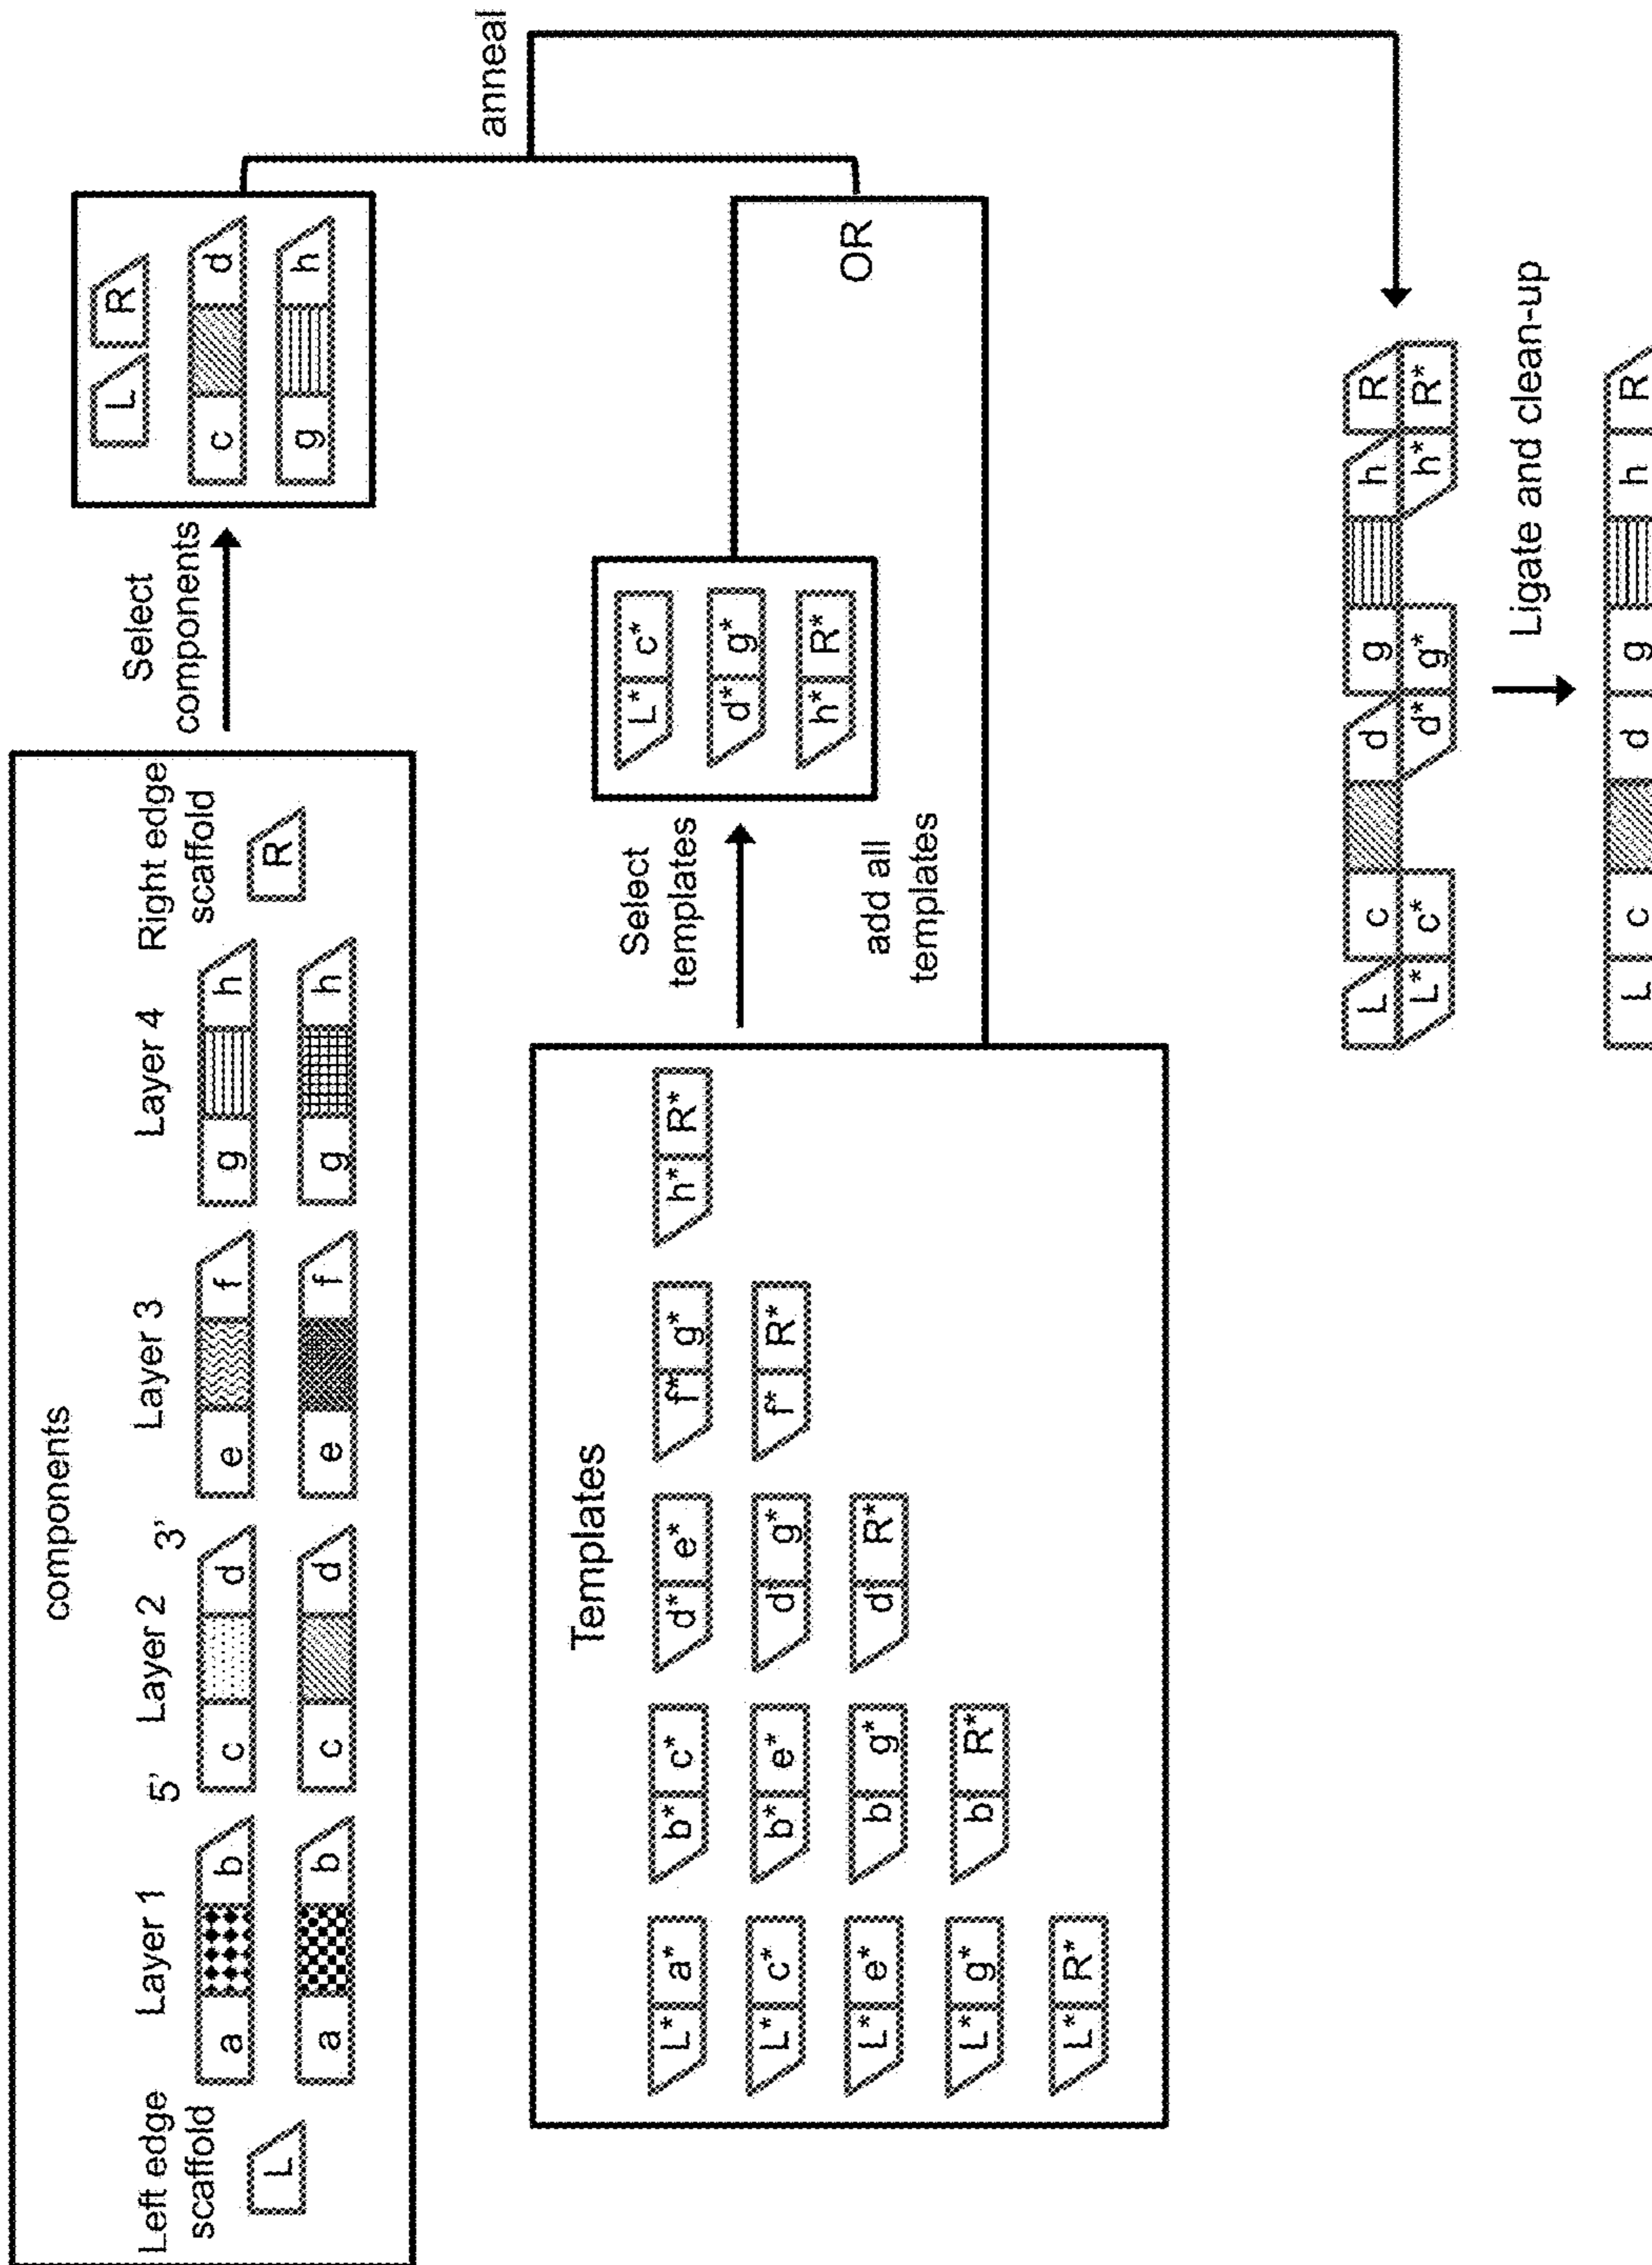 components
Left edge
scaffold
Layer 1
5'
Layer 2
3'
Layer 3
Layer 4
Right edge
scaffold
L
a b
c d
e f
g h
R
a b
c d
e f
g h
Select
components
L R
c d
g h
anneal
Templates
L* a*
b* c*
d* e*
f* g*
h* R*
L* c*
b* e*
d g*
f* R*
L* e*
b g*
d R*
L* g*
b R*
L* R*
Select
templates
add all
templates
L* c*
d* g*
h* R*
OR
L c d g h R
L* c* d* g* h* R*
Ligate and clean-up
L c d g h R